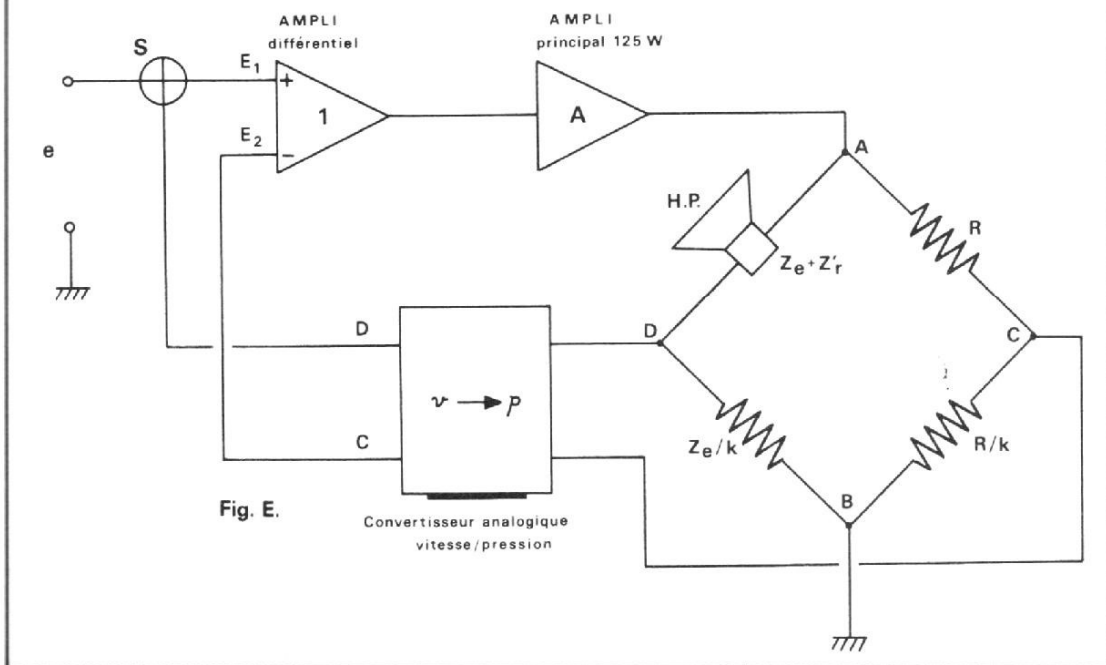 AMPLI
différentiel
AMPLI
principal 125 W
S
E₁
+
1
A
E₂
−
e
A
H.P.
R
Zₑ+Z'ᵣ
D
D
C
v → p
C
Zₑ/k
R/k
B
Fig. E.
Convertisseur analogique
vitesse/pression